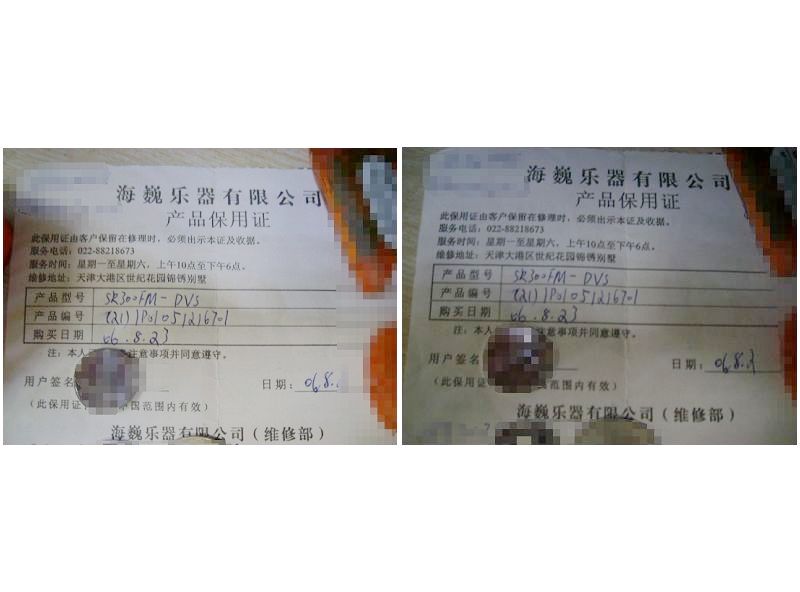 海巍乐器有限公司
产品保用证
此保用证由客户保留在修理时，必须出示本证及收据。
服务电话：022-88218673
服务时间：星期一至星期六，上午10点至下午6点。
维修地址：天津大港区世纪花园锦锈别墅
产品型号 SR300FM-DVS
产品编号
购买日期 06.8.23
注：本人 注意事项并同意遵守。
用户签名
日期：06.8.
（此保用证 国范围内有效）
海巍乐器有限公司（维修部）
海巍乐器有限公司
产品保用证
此保用证由客户保留在修理时，必须出示本证及收据。
服务电话：022-88218673
服务时间：星期一至星期六，上午10点至下午6点。
维修地址：天津大港区世纪花园锦锈别墅
产品型号 SR300FM-DVS
产品编号
购买日期 06.8.23
注：本人 注意事项并同意遵守。
用户签
日期：06.8.
（此保用证 范围内有效）
海巍乐器有限公司（维修部）